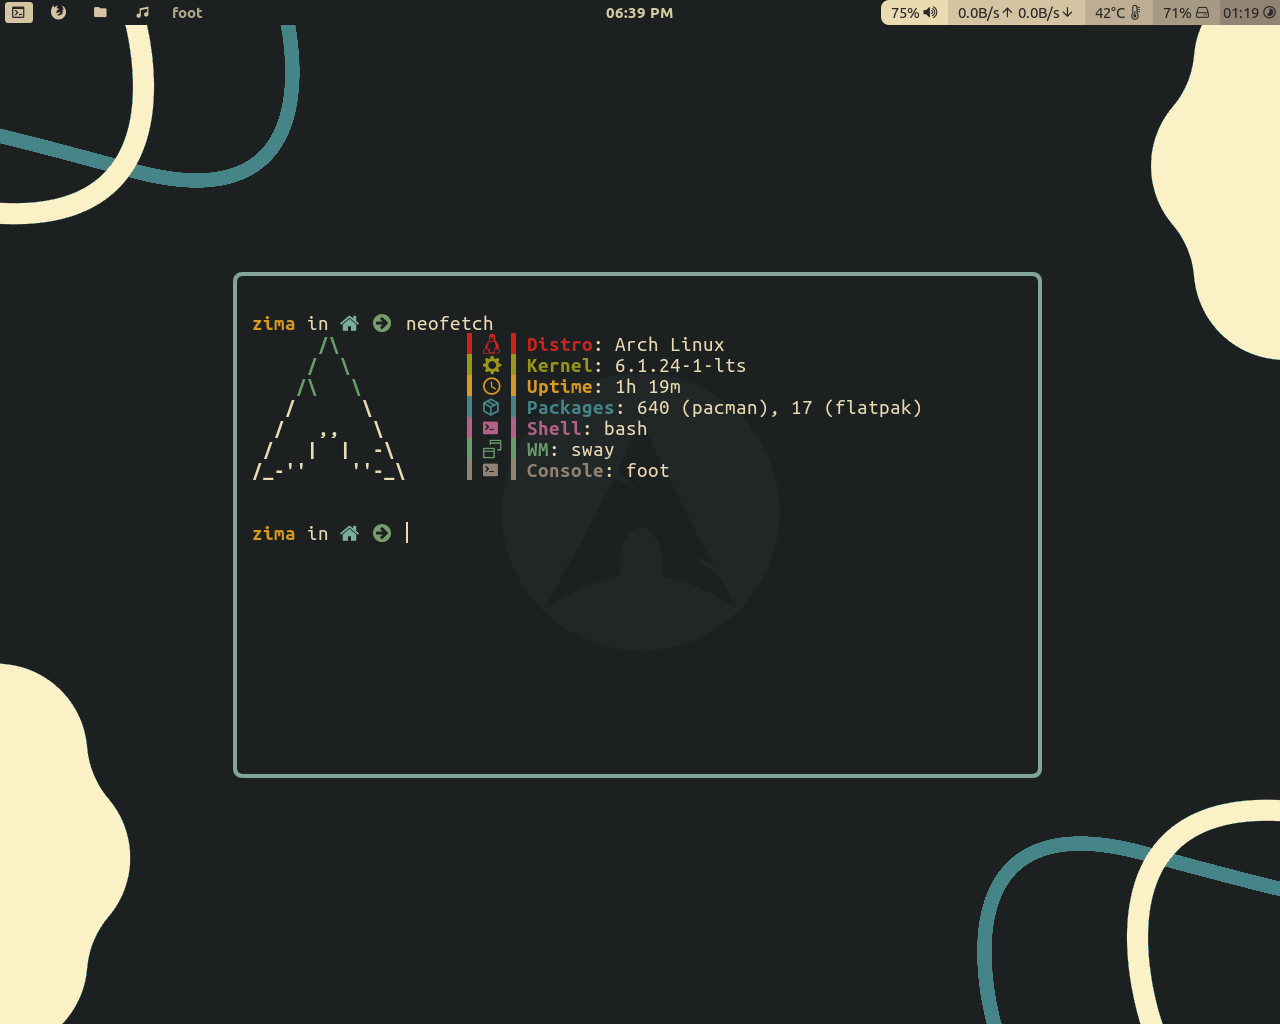 foot 06:39 PM 75% 0.0B/s 0.0B/s 42°C 71% 01:19
zima in neofetch
Distro: Arch Linux
Kernel: 6.1.24-1-lts
Uptime: 1h 19m
Packages: 640 (pacman), 17 (flatpak)
Shell: bash
WM: sway
Console: foot
zima in